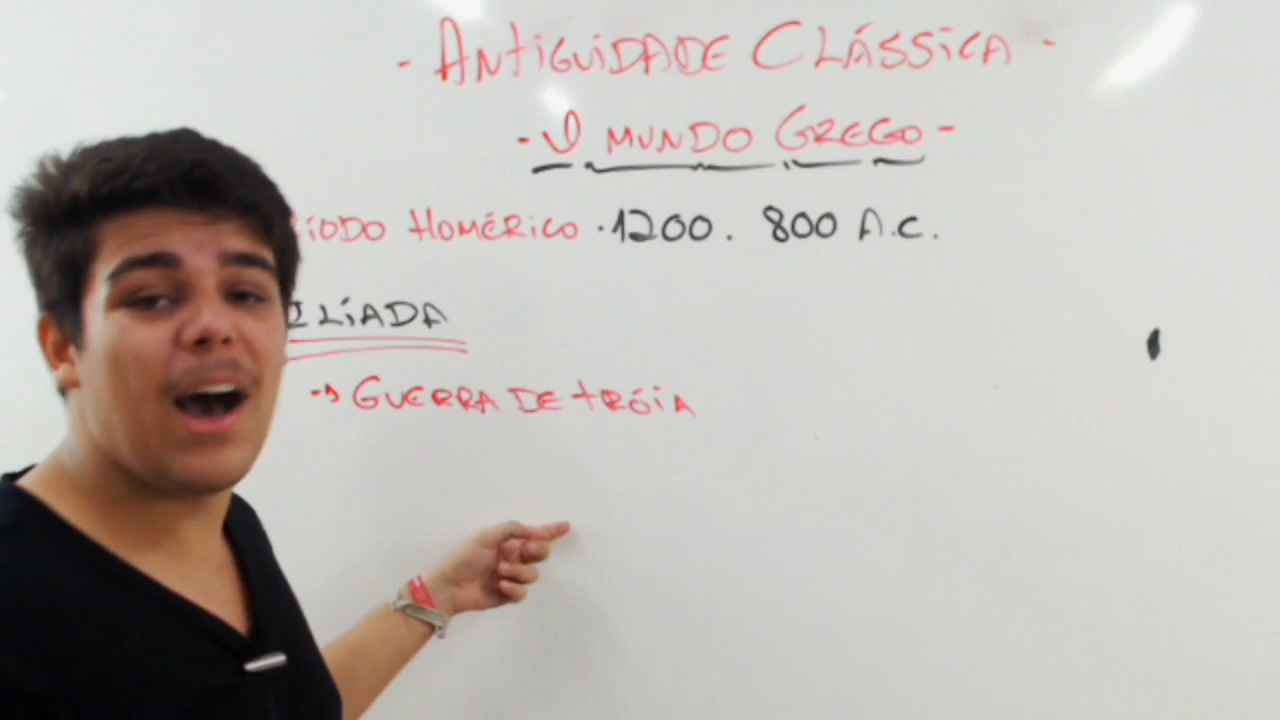 - ANTIGUIDADE CLÁSSICA -
- O MUNDO GREGO -
HOMÉRICO • 1200. 800 A.C.
ILÍADA
→ GUERRA DE TRÓIA